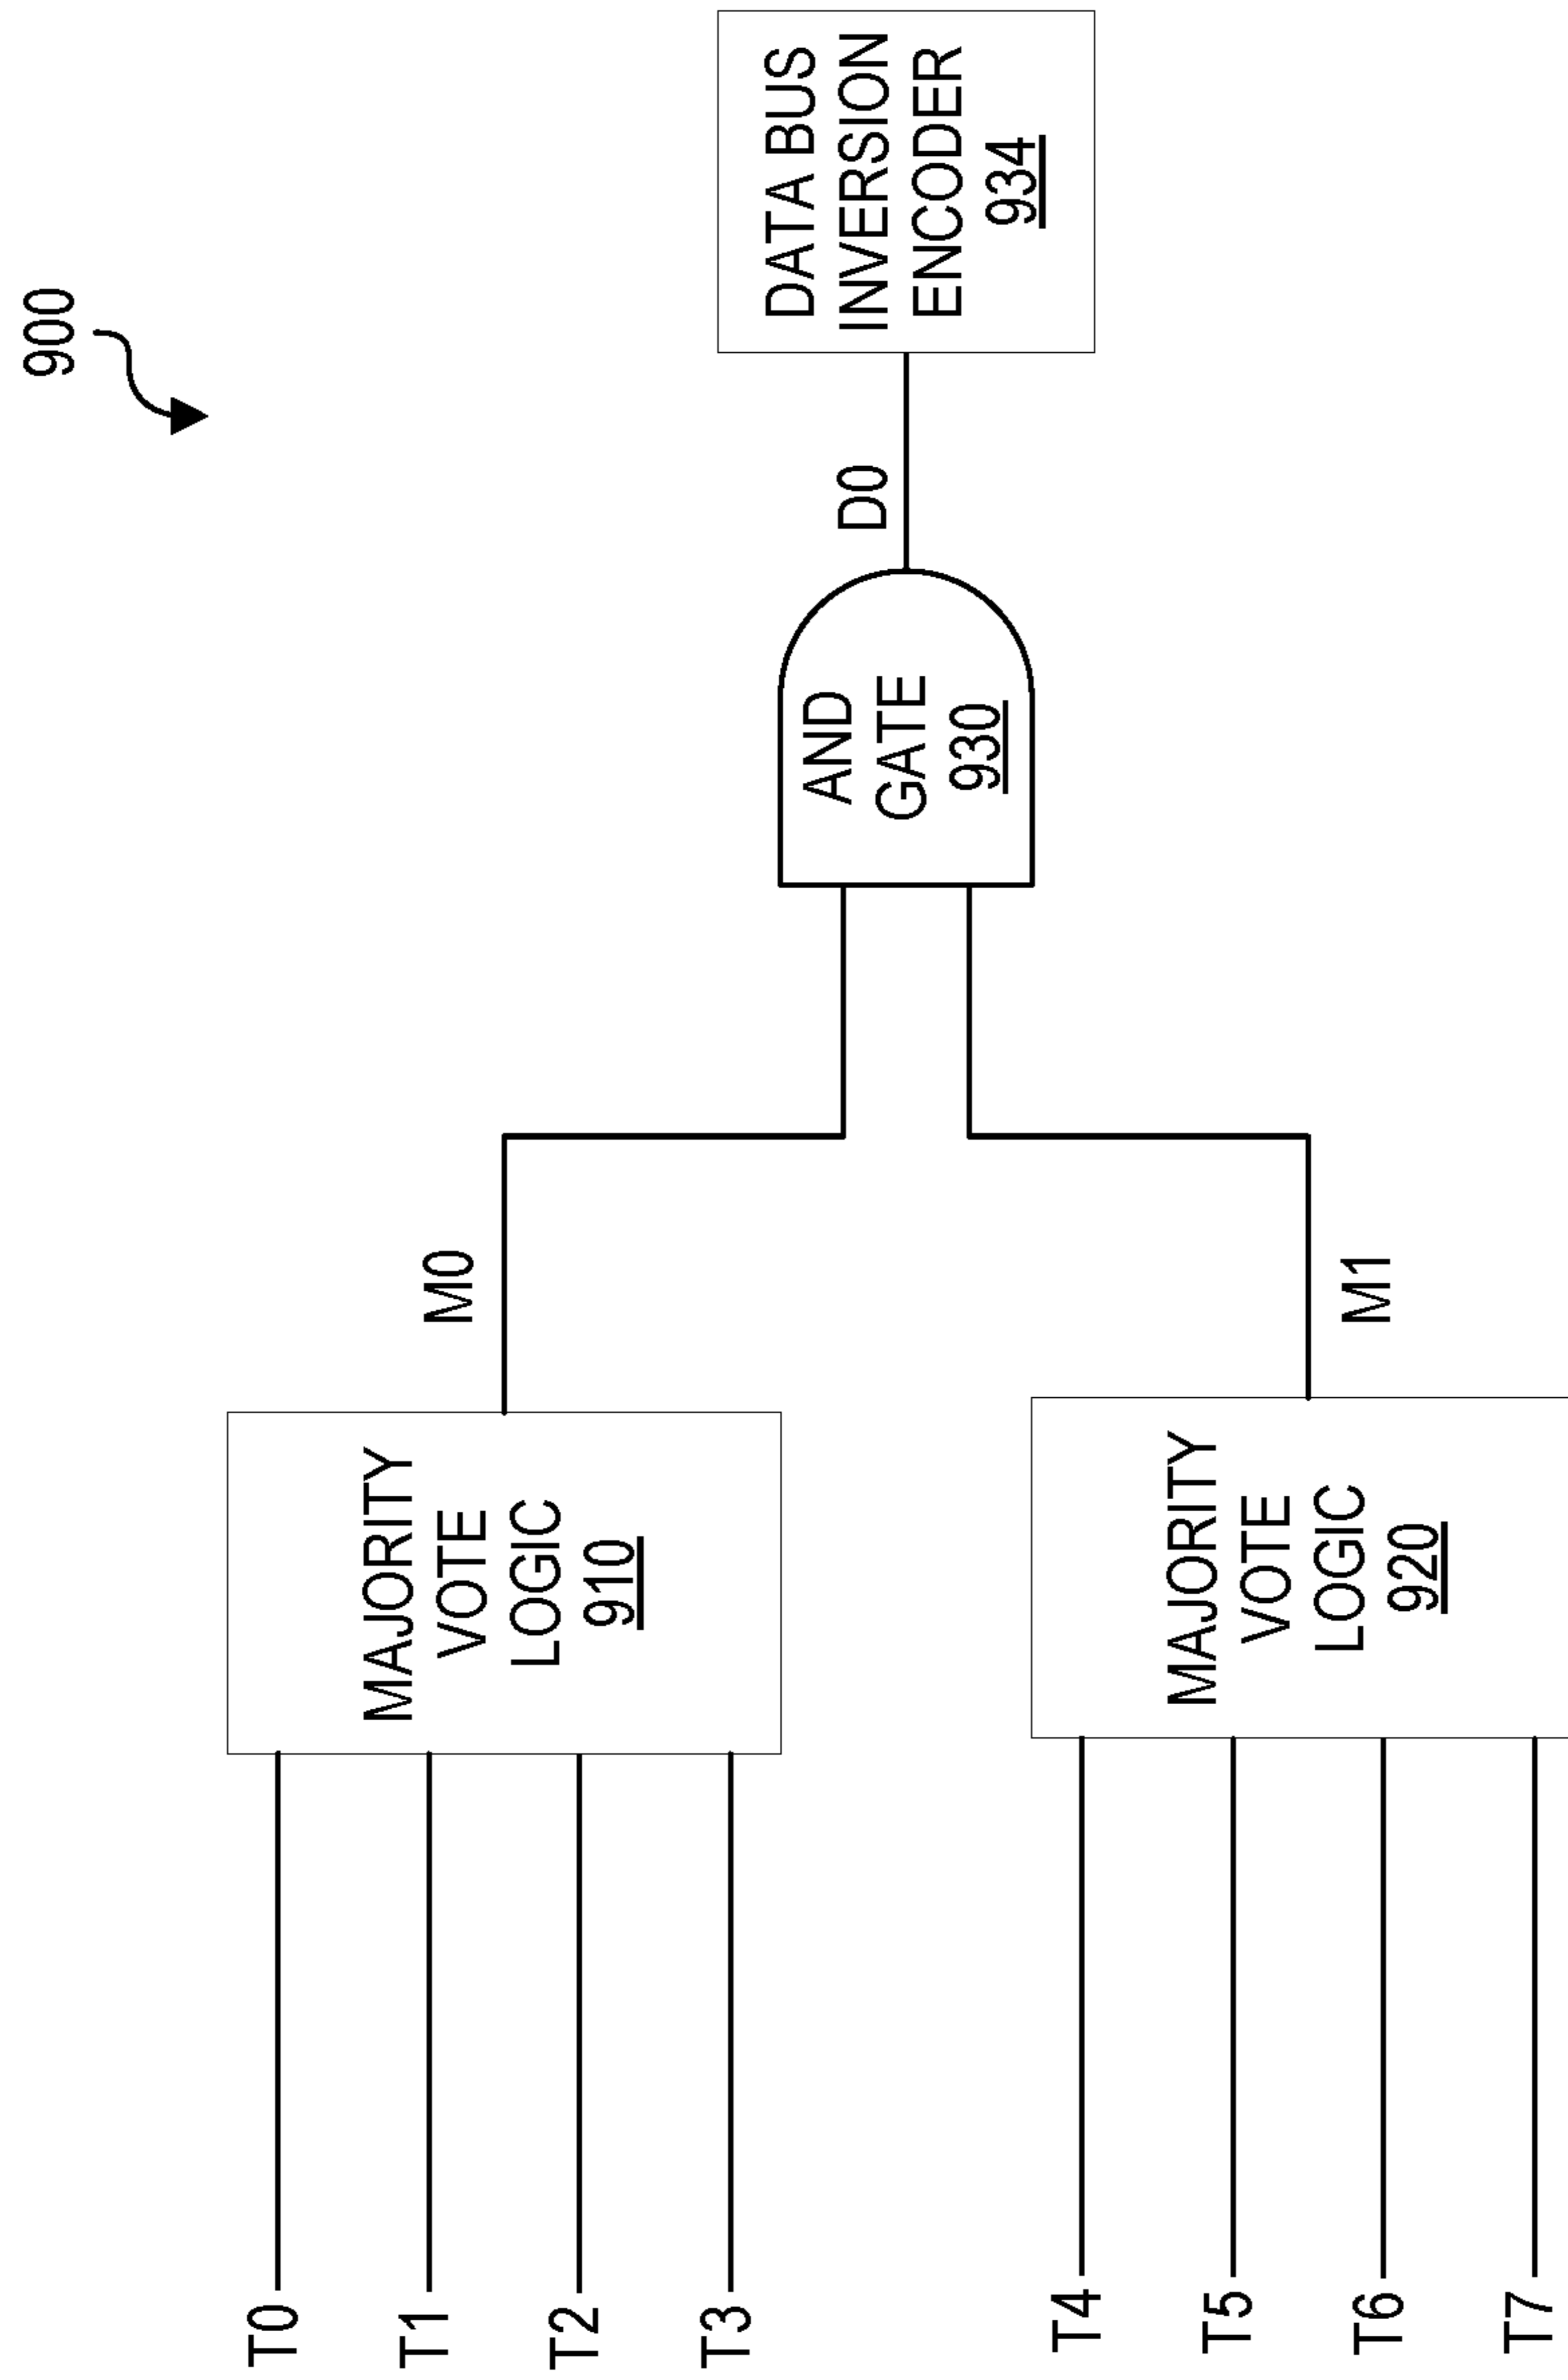 900
T0
T1
T2
T3
MAJORITY
VOTE
LOGIC
910
M0
T4
T5
T6
T7
MAJORITY
VOTE
LOGIC
920
M1
AND
GATE
930
D0
DATA BUS
INVERSION
ENCODER
934